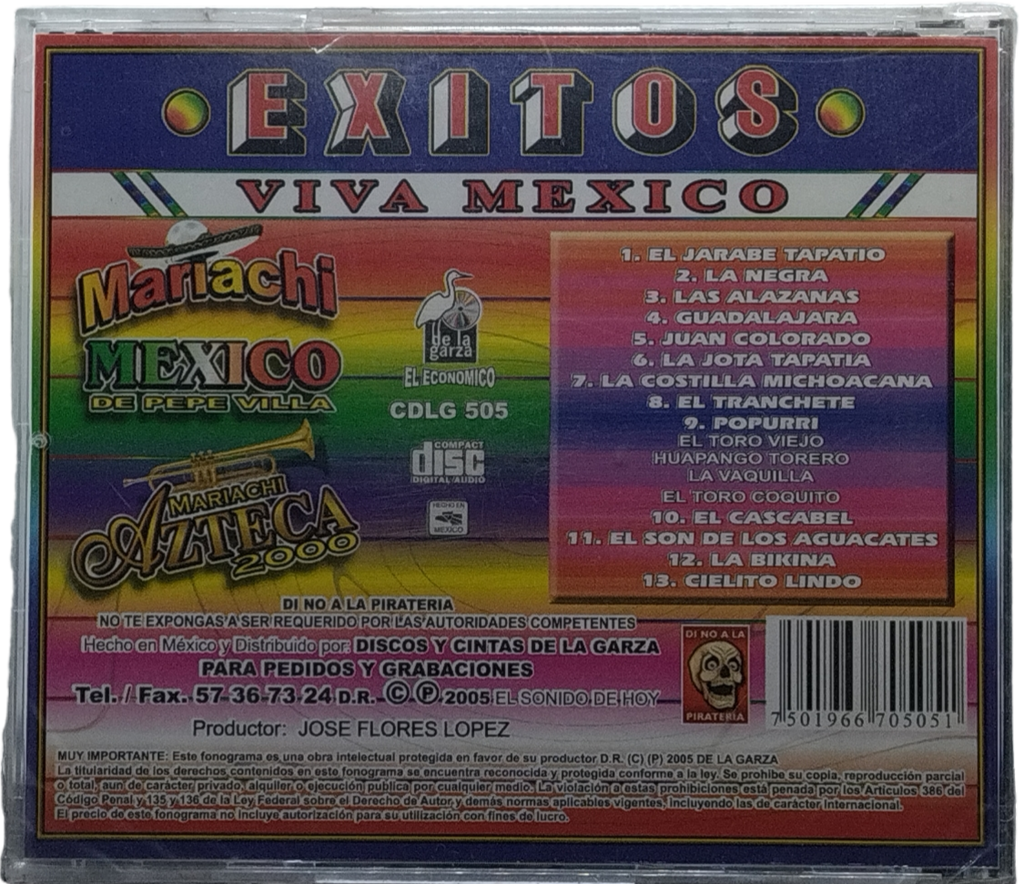 EXITOS
VIVA MEXICO
Mariachi
MEXICO
DE PEPE VILLA
MARIACHI
AZTECA
2000
de la
garza
EL ECONOMICO
CDLG 505
COMPACT
disc
DIGITAL AUDIO
HECHO EN
MEXICO
1. EL JARABE TAPATIO
2. LA NEGRA
3. LAS ALAZANAS
4. GUADALAJARA
5. JUAN COLORADO
6. LA JOTA TAPATIA
7. LA COSTILLA MICHOACANA
8. EL TRANCHETE
9. POPURRI
EL TORO VIEJO
HUAPANGO TORERO
LA VAQUILLA
EL TORO COQUITO
10. EL CASCABEL
11. EL SON DE LOS AGUACATES
12. LA BIKINA
13. CIELITO LINDO
DI NO A LA PIRATERIA
NO TE EXPONGAS A SER REQUERIDO POR LAS AUTORIDADES COMPETENTES
Hecho en México y Distribuido por: DISCOS Y CINTAS DE LA GARZA
PARA PEDIDOS Y GRABACIONES
Tel. / Fax. 57 36-73 24 D.R. © ℗ 2005 EL SONIDO DE HOY
Productor: JOSE FLORES LOPEZ
DI NO A LA
PIRATERIA
7 501966 705051
MUY IMPORTANTE: Este fonograma es una obra intelectual protegida en favor de su productor D.R. (C) (P) 2005 DE LA GARZA
La titularidad de los derechos contenidos en este fonograma se encuentra reconocida y protegida conforme a la ley. Se prohibe su copia, reproducción parcial
o total, aun de carácter privado, alquiler o ejecución publica por cualquier medio. La violación a estas prohibiciones está penada por los Articulos 386 del
Código Penal y 135 y 136 de la Ley Federal sobre el Derecho de Autor y demás normas aplicables vigentes, incluyendo las de carácter Internacional.
El precio de este fonograma no incluye autorización para su utilización con fines de lucro.